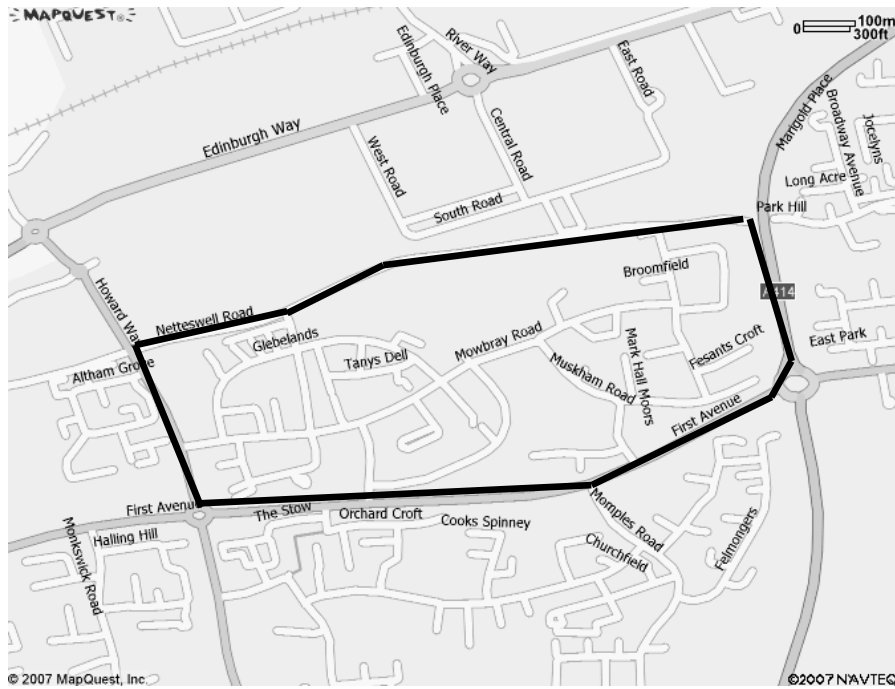 MAPQUEST
100m
0
300ft
River Way
Edinburgh Place
East Road
Marigold Place
Broadway Avenue
Jocelyns
Edinburgh Way
Central Road
West Road
Long Acre
South Road
Park Hill
Broomfield
Howard Way
A414
Netteswell Road
Glebelands
Mowbray Road
East Park
Tanys Dell
Mark Hall Moors
Fesants Croft
Altham Grove
Muskham Road
First Avenue
First Avenue
The Stow
Orchard Croft
Cooks Spinney
Momples Road
Felmongers
Halling Hill
Monkswick Road
Churchfield
© 2007 MapQuest, Inc.
©2007 NAVTEQ